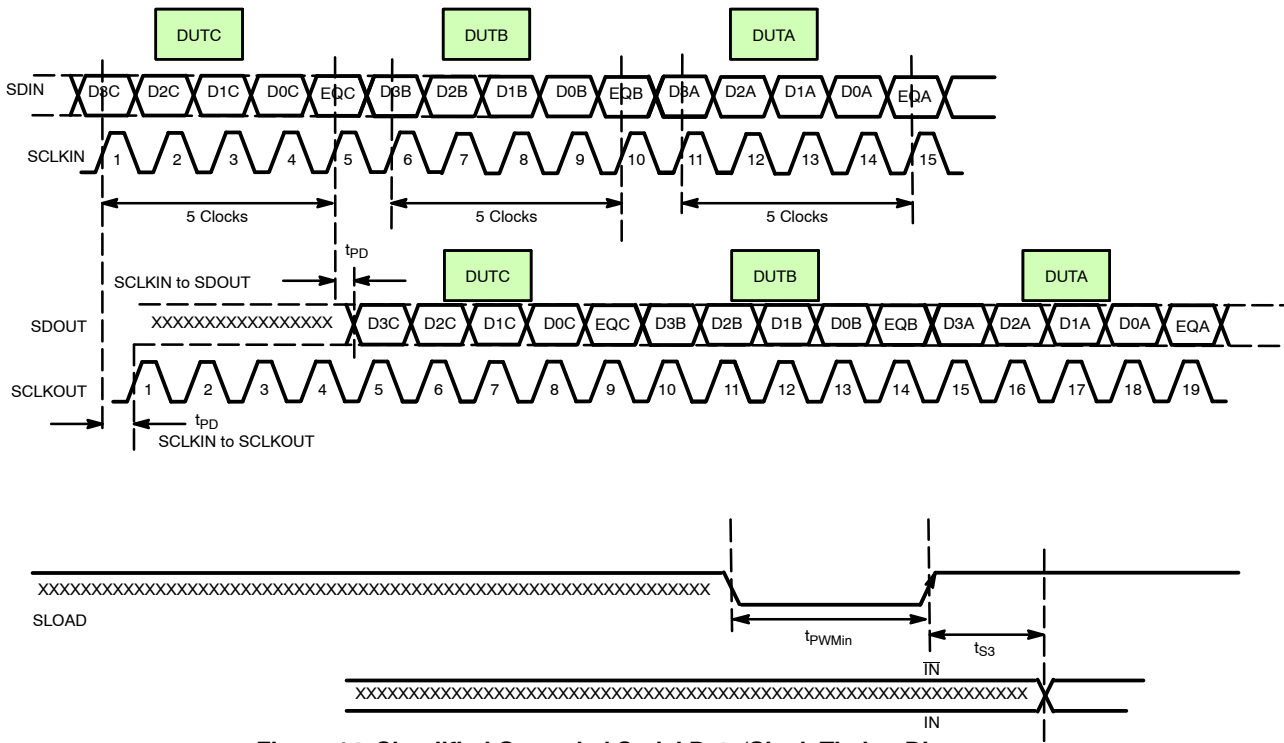 DUTC DUTB DUTA
SDIN D3C D2C D1C D0C EQC D3B D2B D1B D0B EQB D3A D2A D1A D0A EQA
SCLKIN 1 2 3 4 5 6 7 8 9 10 11 12 13 14 15
5 Clocks 5 Clocks 5 Clocks
tPD
SCLKIN to SDOUT
DUTC DUTB DUTA
SDOUT XXXXXXXXXXXXXXXXX D3C D2C D1C D0C EQC D3B D2B D1B D0B EQB D3A D2A D1A D0A EQA
SCLKOUT 1 2 3 4 5 6 7 8 9 10 11 12 13 14 15 16 17 18 19
tPD
SCLKIN to SCLKOUT
XXXXXXXXXXXXXXXXXXXXXXXXXXXXXXXXXXXXXXXXXXXXXXXXXXXXXXXXXXXXXXX
SLOAD
tPWMin
tS3
IN
XXXXXXXXXXXXXXXXXXXXXXXXXXXXXXXXXXXXXXXXXXXXXXXXXXXXXXXXXXXXXXX
IN